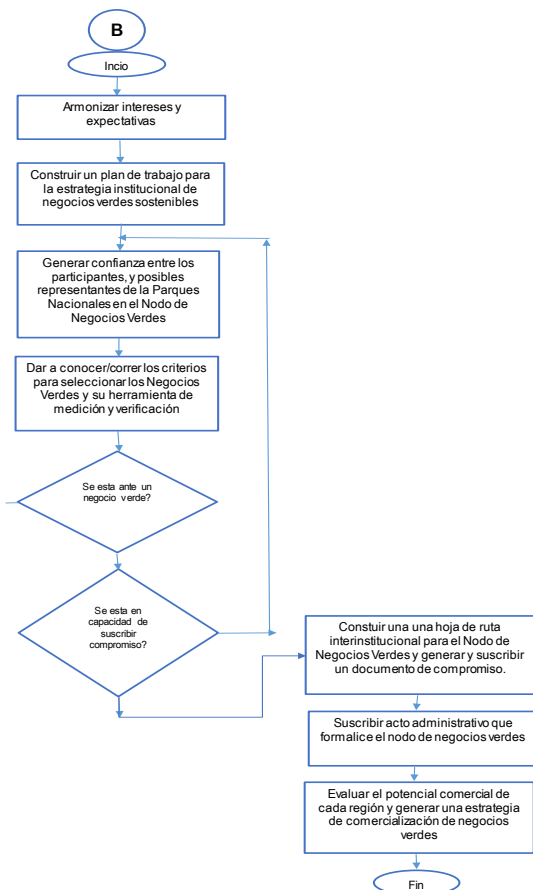 B
Incio
Armonizar intereses y
expectativas
Construir un plan de trabajo para
la estrategia institucional de
negocios verdes sostenibles
Generar confianza entre los
participantes, y posibles
representantes de la Parques
Nacionales en el Nodo de
Negocios Verdes
Dar a conocer/correr los criterios
para seleccionar los Negocios
Verdes y su herramienta de
medición y verificación
Se esta ante un
negocio verde?
Se esta en
capacidad de
suscribir
compromiso?
Constuir una una hoja de ruta
interinstitucional para el Nodo de
Negocios Verdes y generar y suscribir
un documento de compromiso.
Suscribir acto administrativo que
formalice el nodo de negocios verdes
Evaluar el potencial comercial de
cada región y generar una estrategia
de comercialización de negocios
verdes
Fin